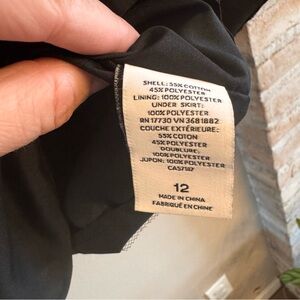 SHELL: 55% COTTON
45% POLYESTER
LINING: 100% POLYESTER
UNDER SKIRT:
100% POLYESTER
RN 17730 VN 3681882
COUCHE EXTÉRIEURE:
55% COTON
45% POLYESTER
DOUBLURE:
100% POLYESTER
JUPON: 100% POLYESTER
CA57147
12
MADE IN CHINA
FABRIQUÉ EN CHINE